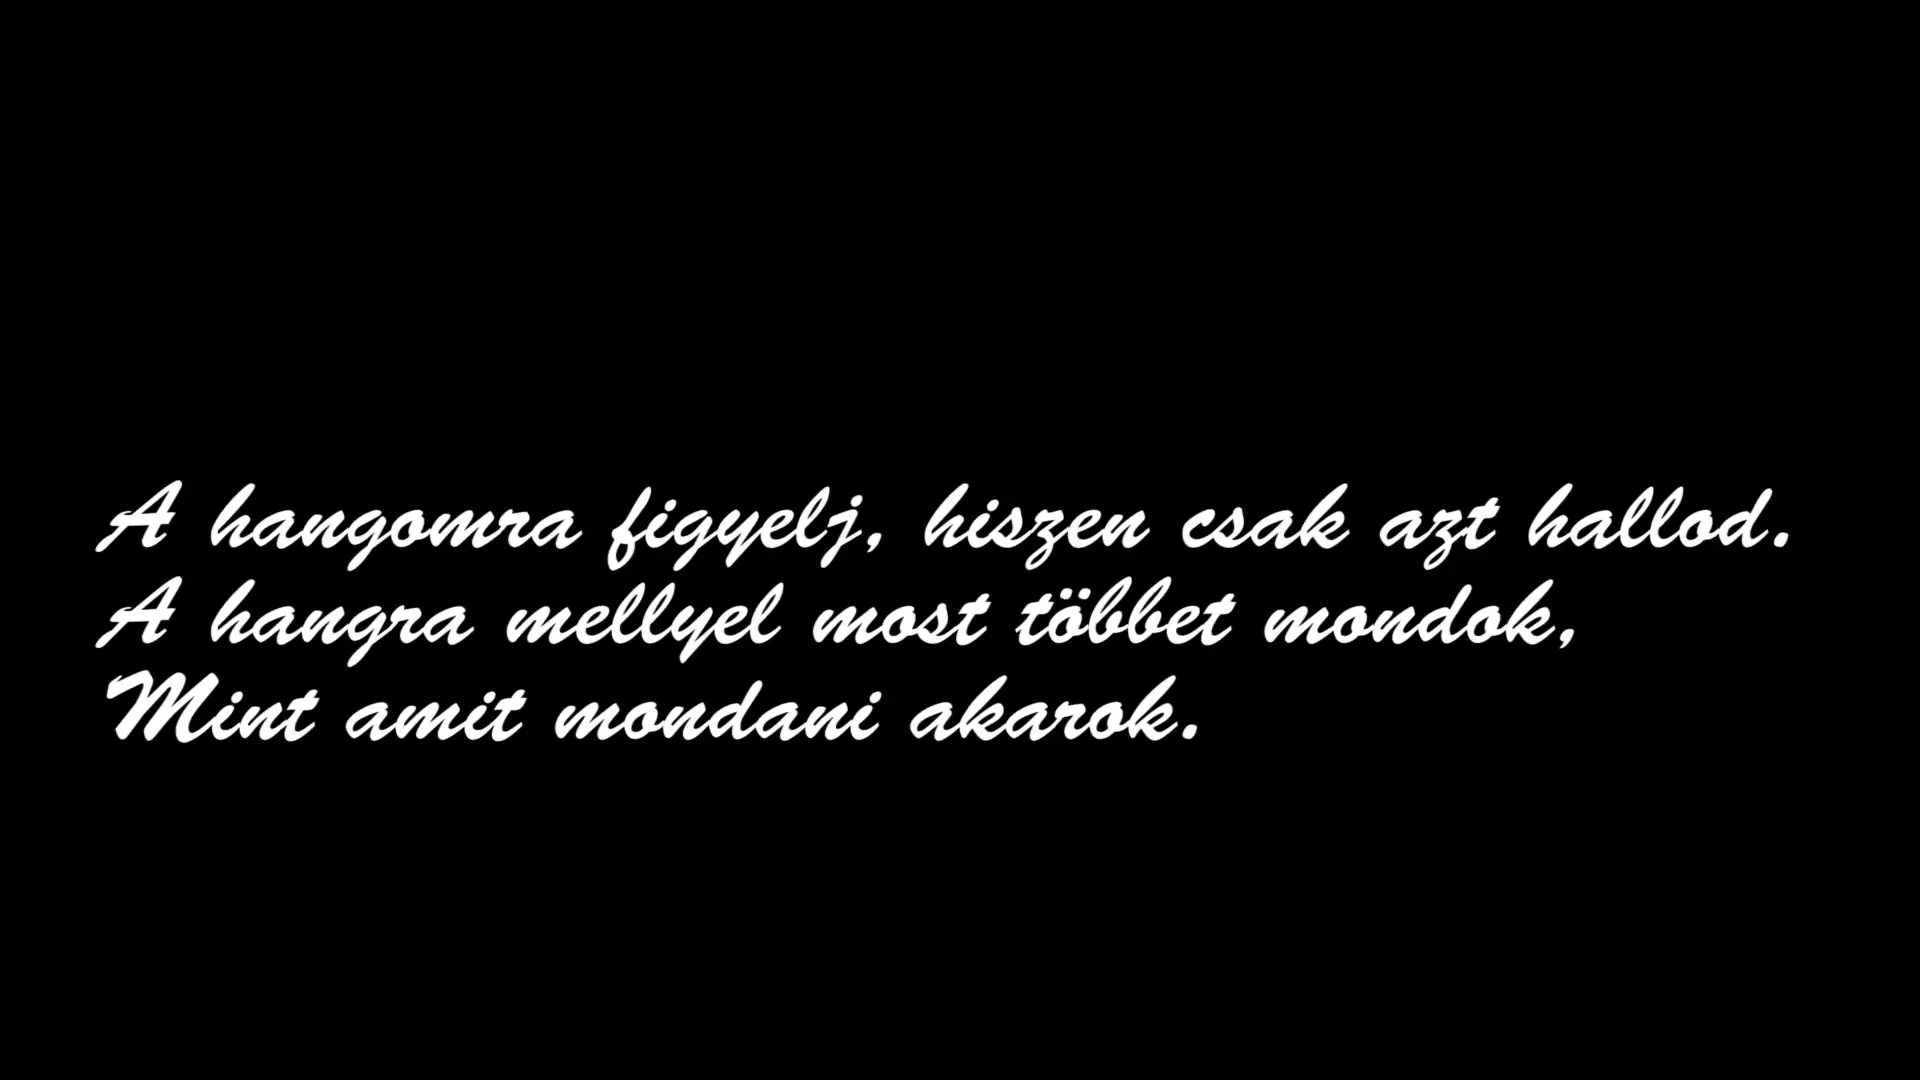 A hangomra figyelj, hiszen csak azt hallod.
A hangra mellyel most többet mondok,
Mint amit mondani akarok.